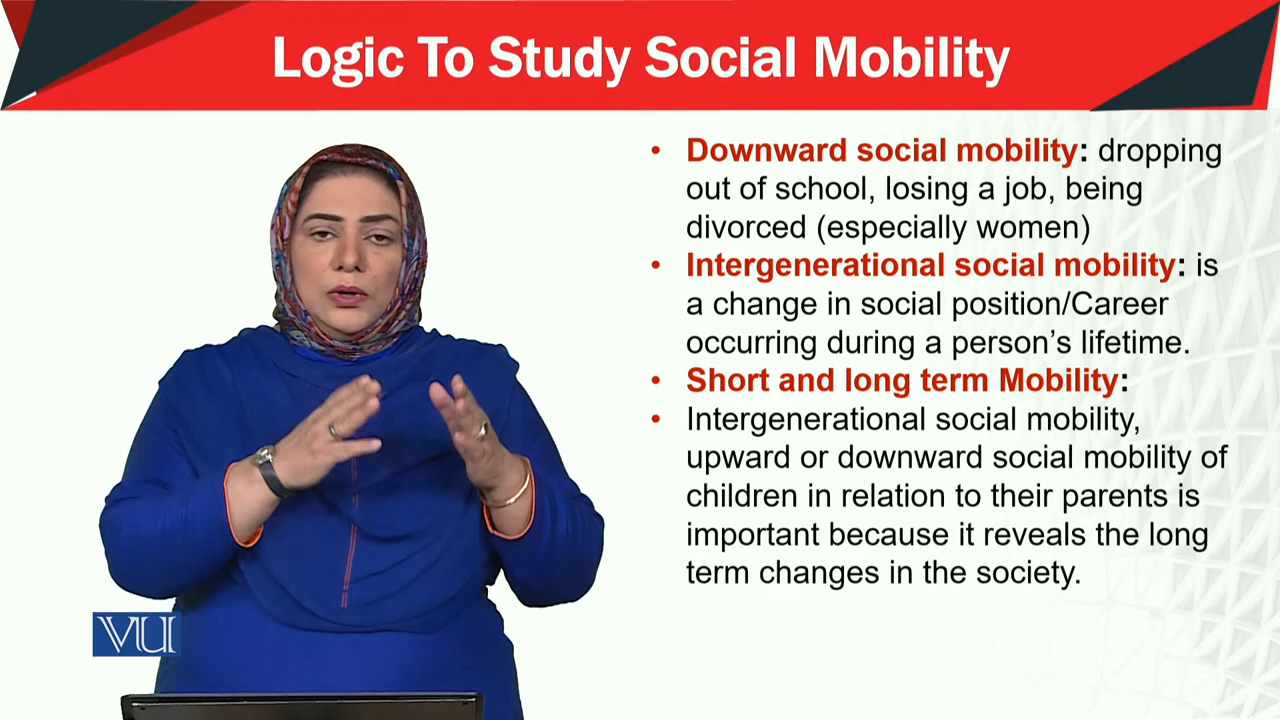 Logic To Study Social Mobility
• Downward social mobility: dropping
out of school, losing a job, being
divorced (especially women)
• Intergenerational social mobility: is
a change in social position/Career
occurring during a person’s lifetime.
• Short and long term Mobility:
• Intergenerational social mobility,
upward or downward social mobility of
children in relation to their parents is
important because it reveals the long
term changes in the society.
VU